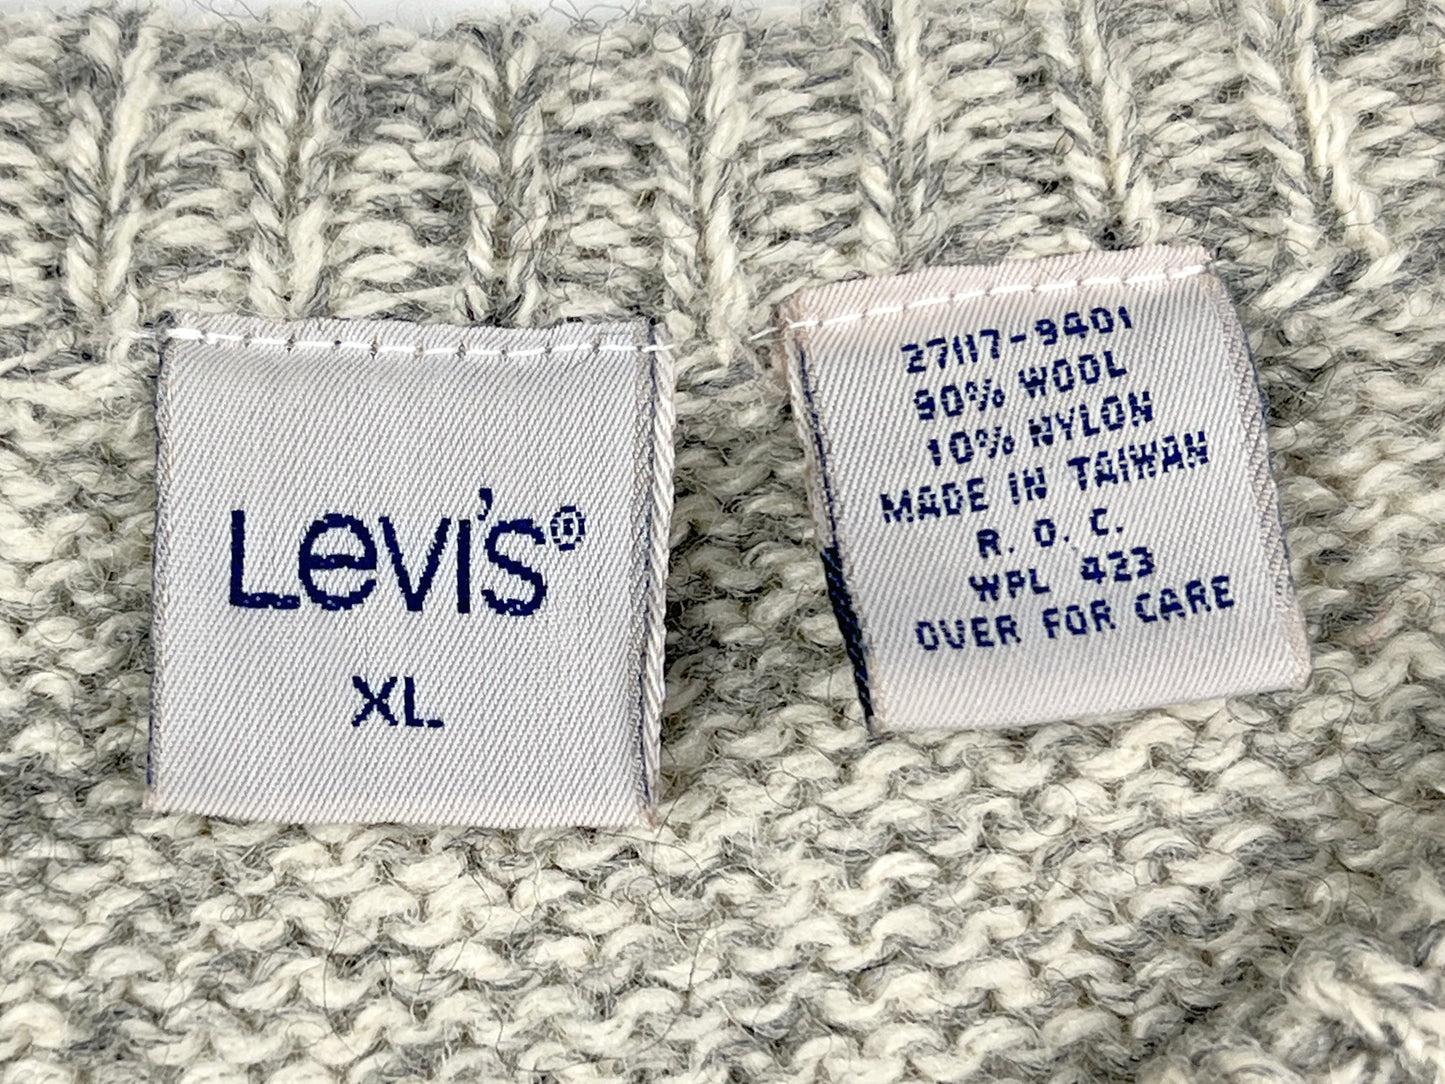 Levi's®
XL
27117-9401
90% WOOL
10% NYLON
MADE IN TAIWAN
R. O. C.
WPL 423
OVER FOR CARE